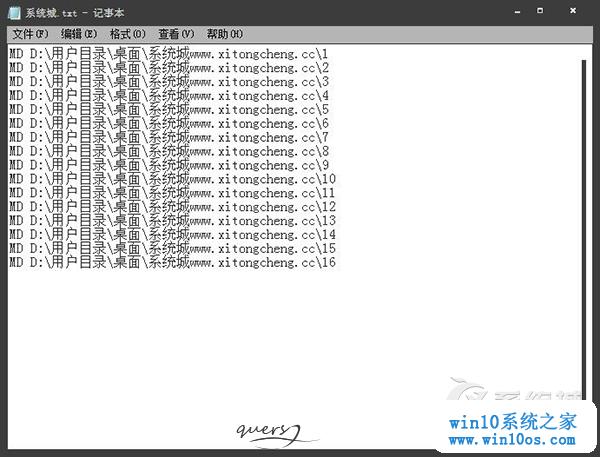 系统城.txt - 记事本
文件(F) 编辑(E) 格式(O) 查看(V) 帮助(H)
MD D:\用户目录\桌面\系统城www.xitongcheng.cc\1
MD D:\用户目录\桌面\系统城www.xitongcheng.cc\2
MD D:\用户目录\桌面\系统城www.xitongcheng.cc\3
MD D:\用户目录\桌面\系统城www.xitongcheng.cc\4
MD D:\用户目录\桌面\系统城www.xitongcheng.cc\5
MD D:\用户目录\桌面\系统城www.xitongcheng.cc\6
MD D:\用户目录\桌面\系统城www.xitongcheng.cc\7
MD D:\用户目录\桌面\系统城www.xitongcheng.cc\8
MD D:\用户目录\桌面\系统城www.xitongcheng.cc\9
MD D:\用户目录\桌面\系统城www.xitongcheng.cc\10
MD D:\用户目录\桌面\系统城www.xitongcheng.cc\11
MD D:\用户目录\桌面\系统城www.xitongcheng.cc\12
MD D:\用户目录\桌面\系统城www.xitongcheng.cc\13
MD D:\用户目录\桌面\系统城www.xitongcheng.cc\14
MD D:\用户目录\桌面\系统城www.xitongcheng.cc\15
MD D:\用户目录\桌面\系统城www.xitongcheng.cc\16
win10系统之家
www.win10os.com